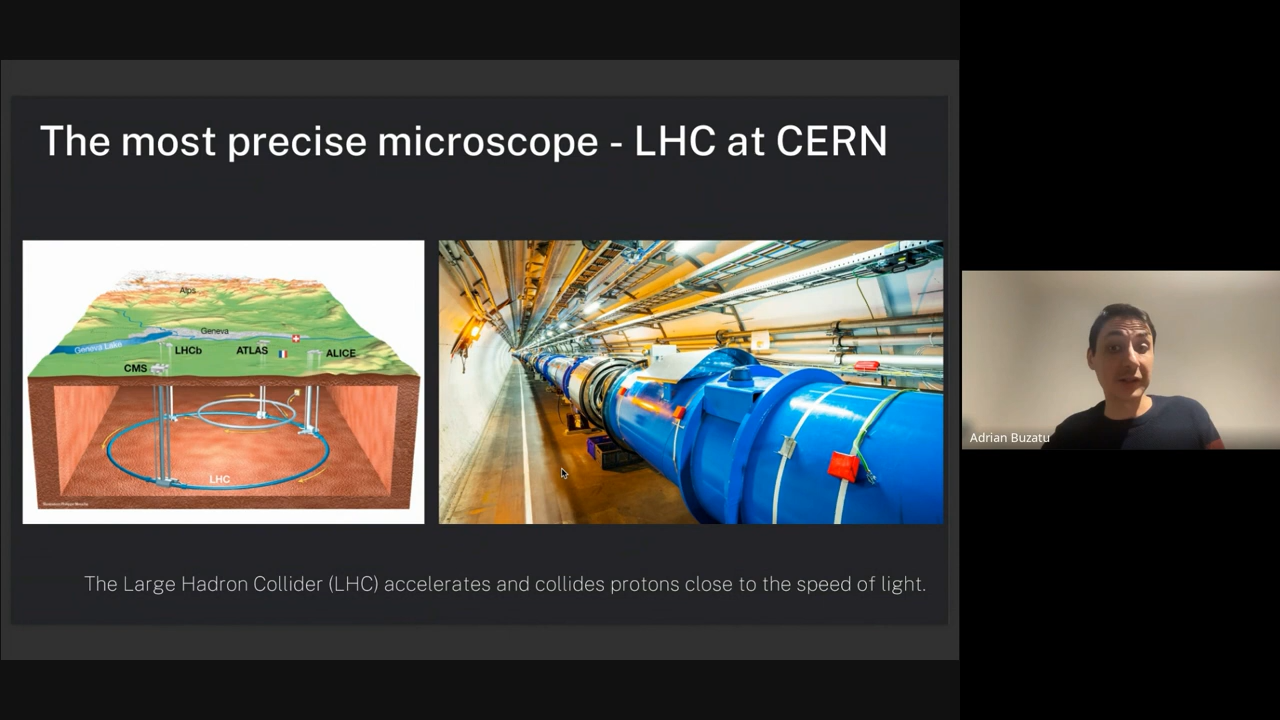 The most precise microscope - LHC at CERN
Alps
Geneva
Geneva Lake
LHCb
ATLAS
ALICE
CMS
LHC
The Large Hadron Collider (LHC) accelerates and collides protons close to the speed of light.
Adrian Buzatu